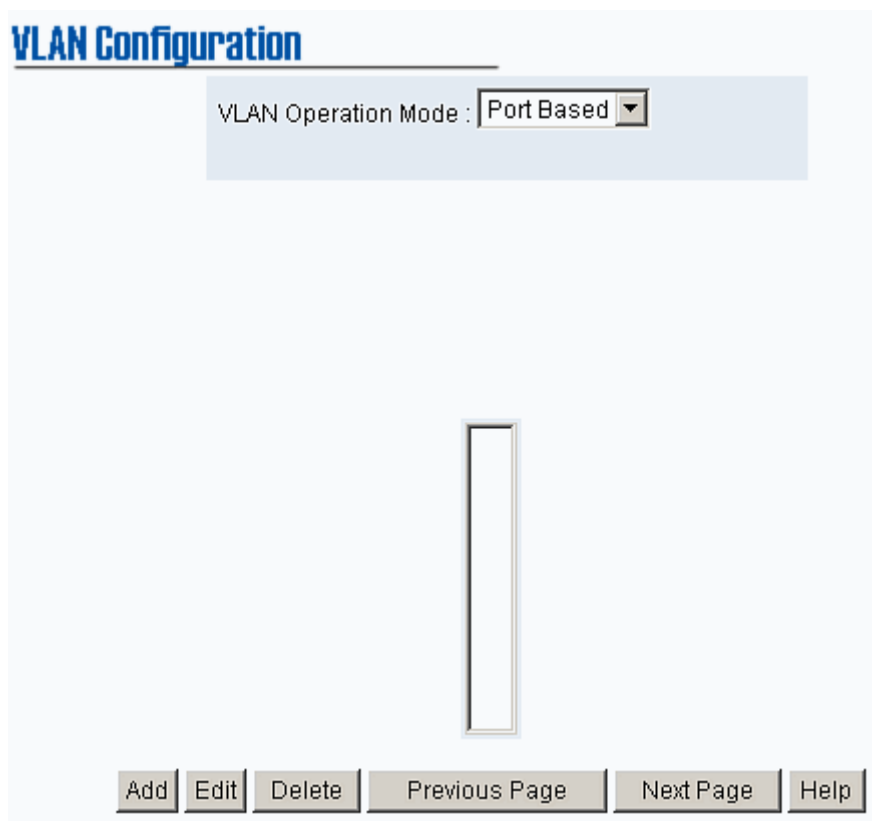 VLAN Configuration
VLAN Operation Mode : Port Based
Add Edit Delete Previous Page Next Page Help